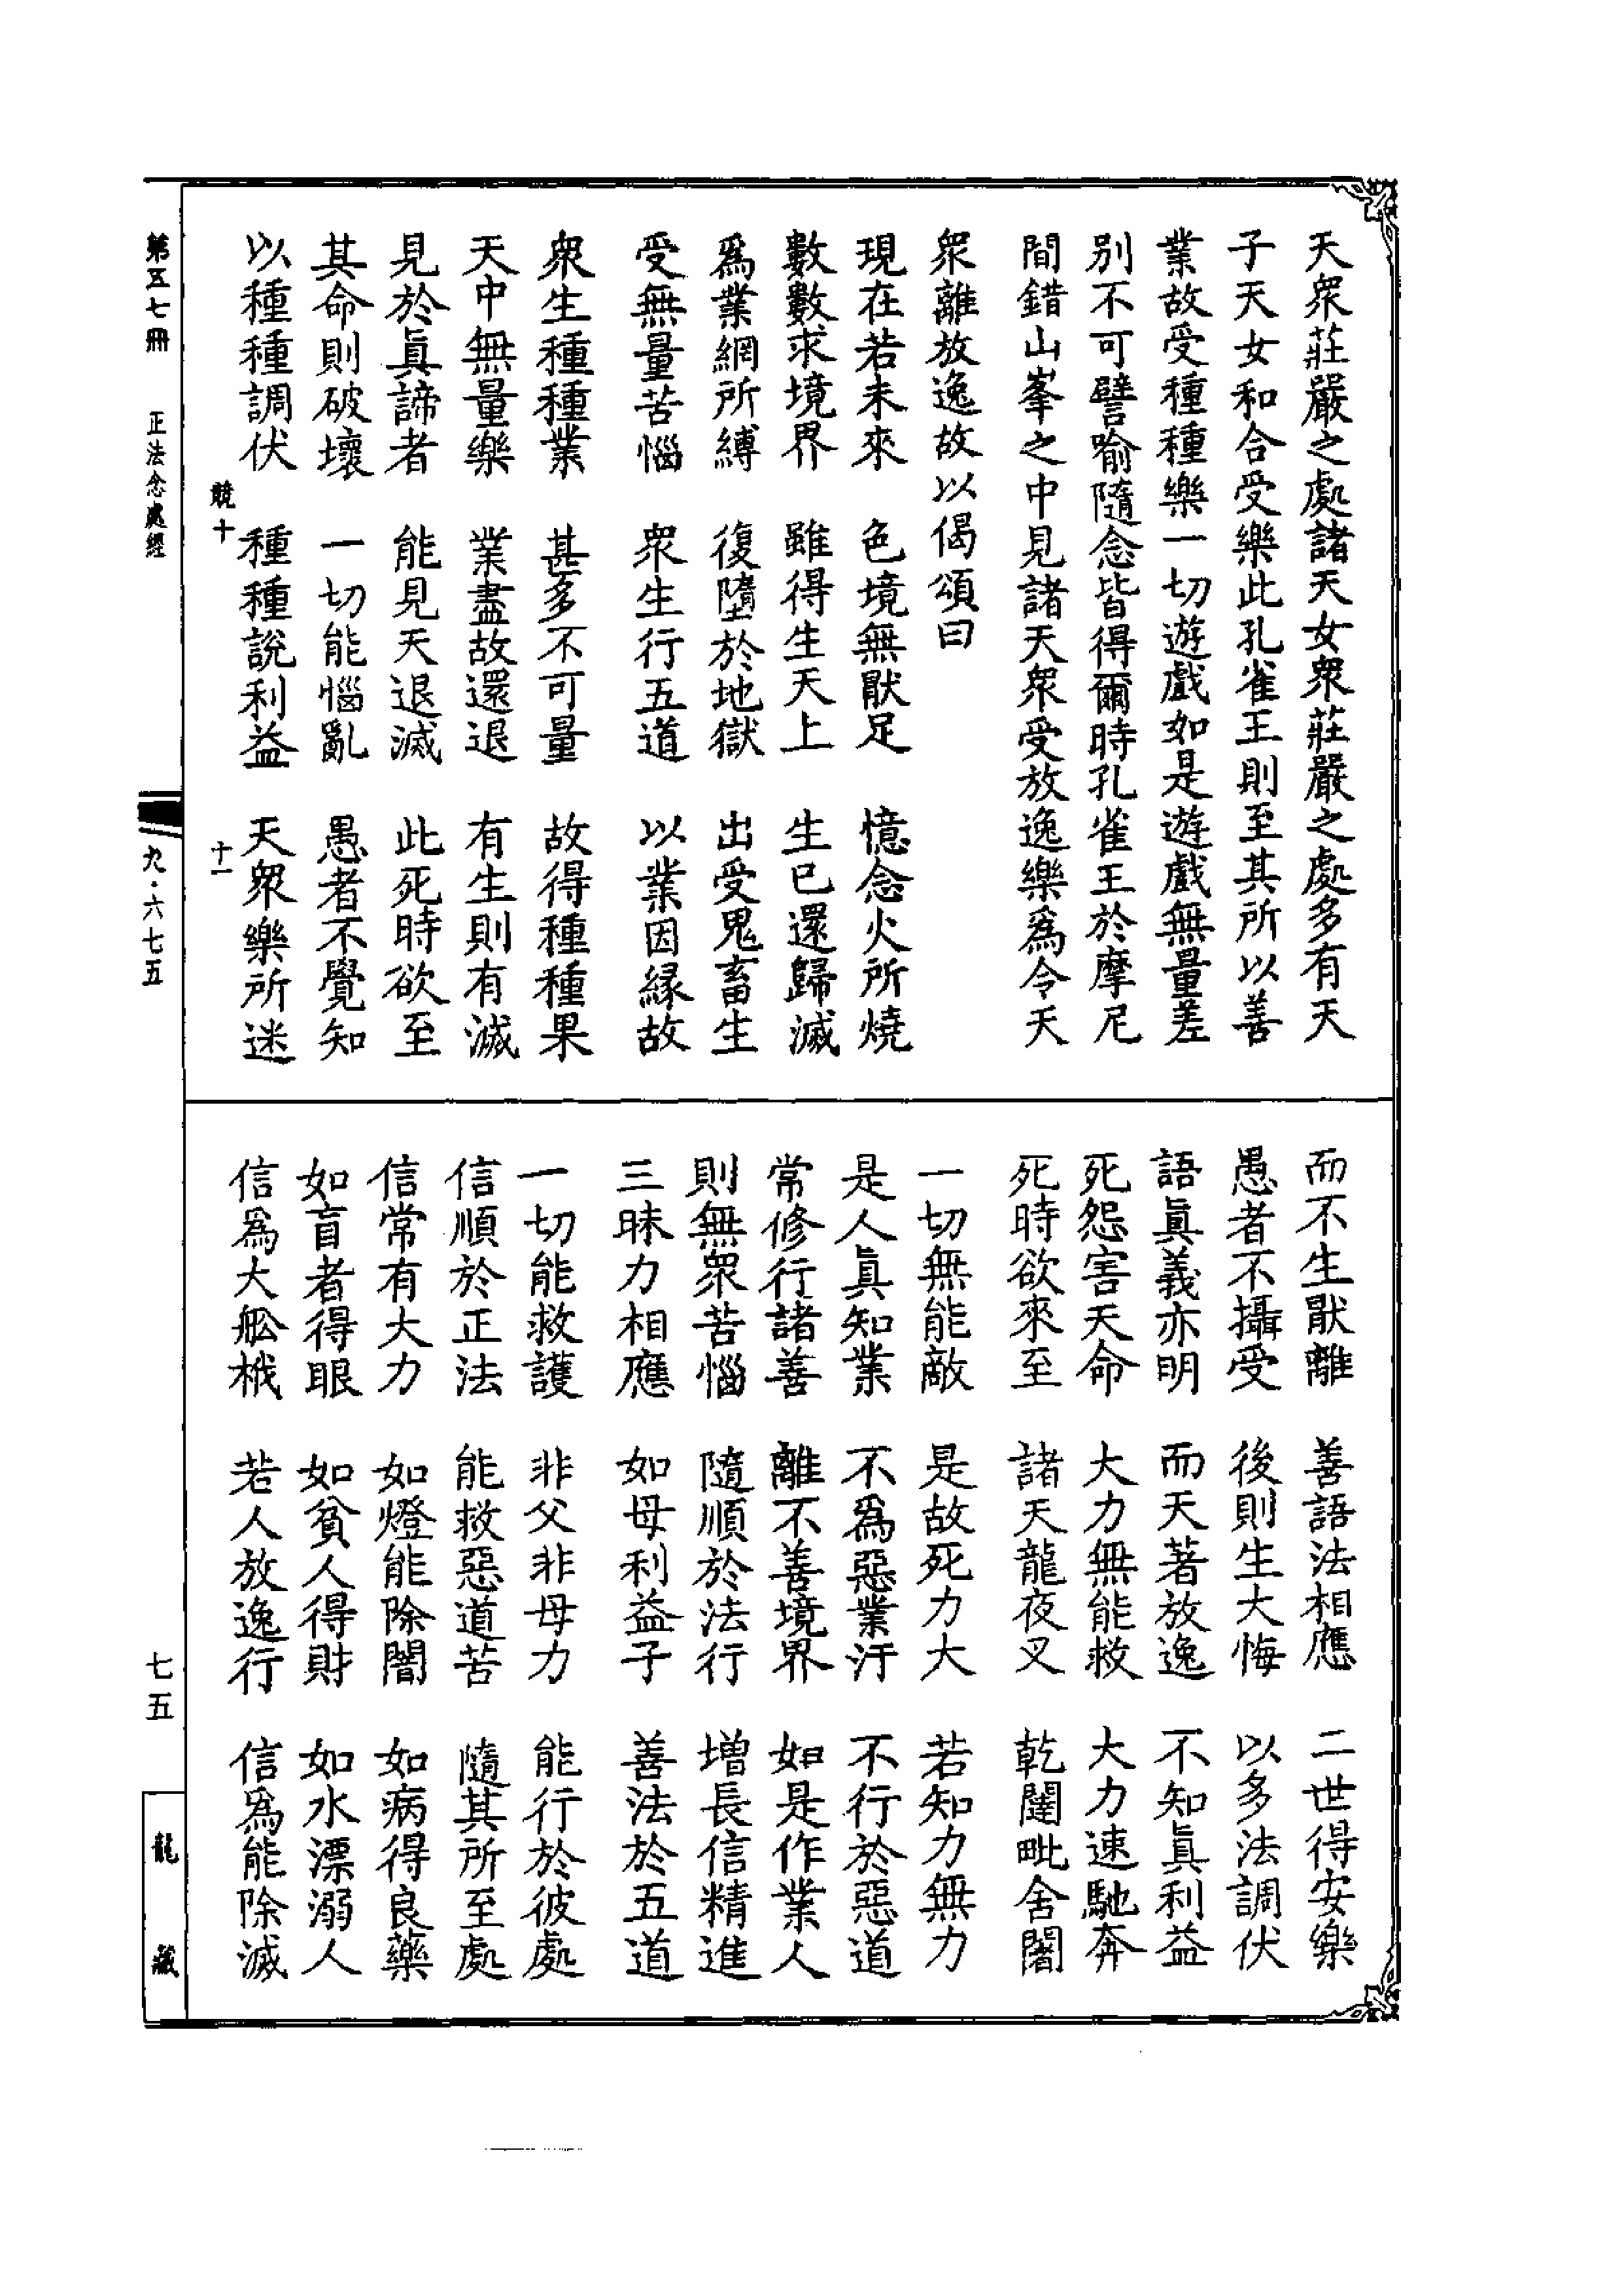 天衆莊嚴之處諸天女衆莊嚴之處多有天
子天女和合受樂此孔雀王則至其所以善
業故受種種樂一切遊戲如是遊戲無量差
別不可譬喻隨念皆得爾時孔雀王於摩尼
間錯山峯之中見諸天衆受放逸樂爲令天
衆離放逸故以偈頌曰
現在若未來　色境無厭足　憶念火所燒
數數求境界　雖得生天上　生已還歸滅
爲業網所縛　復墮於地獄　出受鬼畜生
受無量苦惱　衆生行五道　以業因緣故
衆生種種業　甚多不可量　故得種種果
天中無量樂　業盡故還退　有生則有滅
見於眞諦者　能見天退滅　此死時欲至
其命則破壞　一切能惱亂　愚者不覺知
以種種調伏　種種說利益　天衆樂所迷
競十　十一
而不生厭離　善語法相應　二世得安樂
愚者不攝受　後則生大悔　以多法調伏
語眞義亦明　而天著放逸　不知眞利益
死怨害天命　大力無能救　大力速馳奔
死時欲來至　諸天龍夜叉　乾闥毗舍闍
一切無能敵　是故死力大　若知力無力
是人眞知業　不爲惡業汙　不行於惡道
常修行諸善　離不善境界　如是作業人
則無衆苦惱　隨順於法行　增長信精進
三昧力相應　如母利益子　善法於五道
一切能救護　非父非母力　能行於彼處
信順於正法　能救惡道苦　隨其所至處
信常有大力　如燈能除闇　如病得良藥
如盲者得眼　如貧人得財　如水漂溺人
信爲大舩栰　若人放逸行　信爲能除滅
第五七冊　正法念處經　九·六七五　七五　龍藏